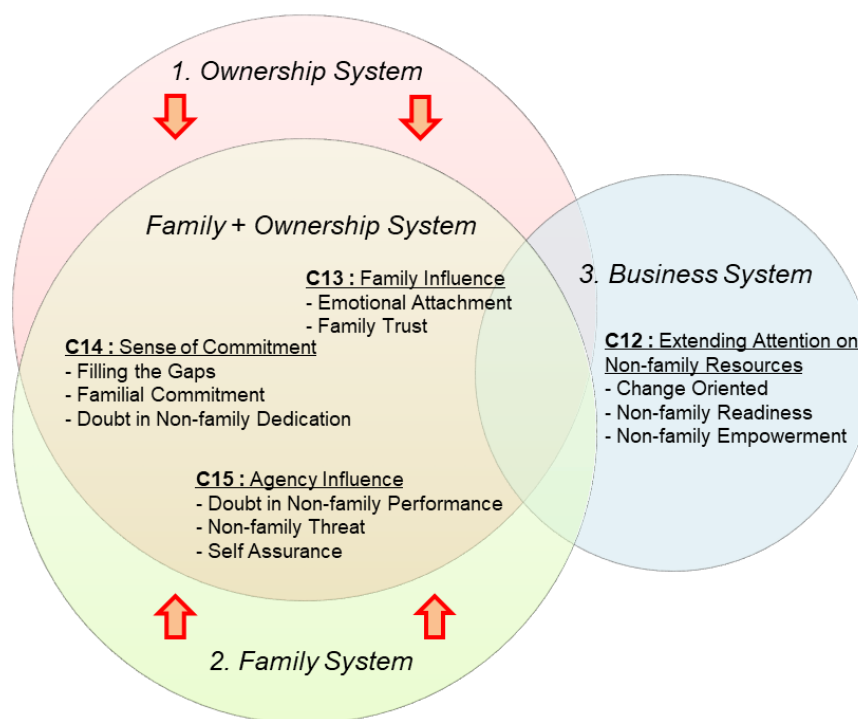 1. Ownership System
Family + Ownership System
C13 : Family Influence
- Emotional Attachment
- Family Trust
3. Business System
C14 : Sense of Commitment
- Filling the Gaps
- Familial Commitment
- Doubt in Non-family Dedication
C12 : Extending Attention on
Non-family Resources
- Change Oriented
- Non-family Readiness
- Non-family Empowerment
C15 : Agency Influence
- Doubt in Non-family Performance
- Non-family Threat
- Self Assurance
2. Family System